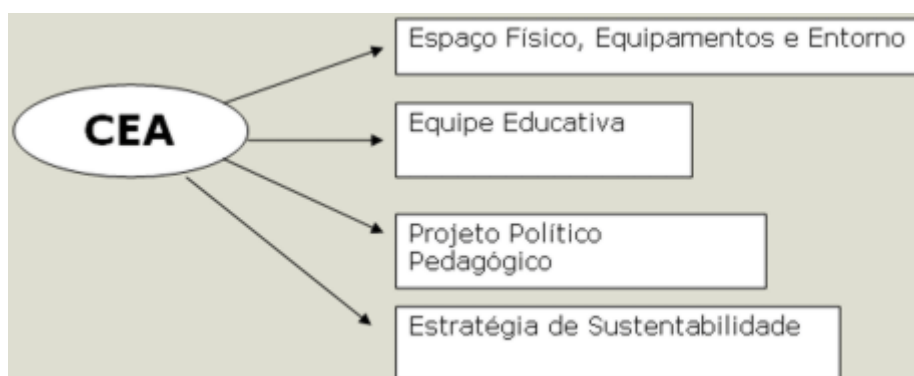 CEA
Espaço Físico, Equipamentos e Entorno
Equipe Educativa
Projeto Político
Pedagógico
Estratégia de Sustentabilidade